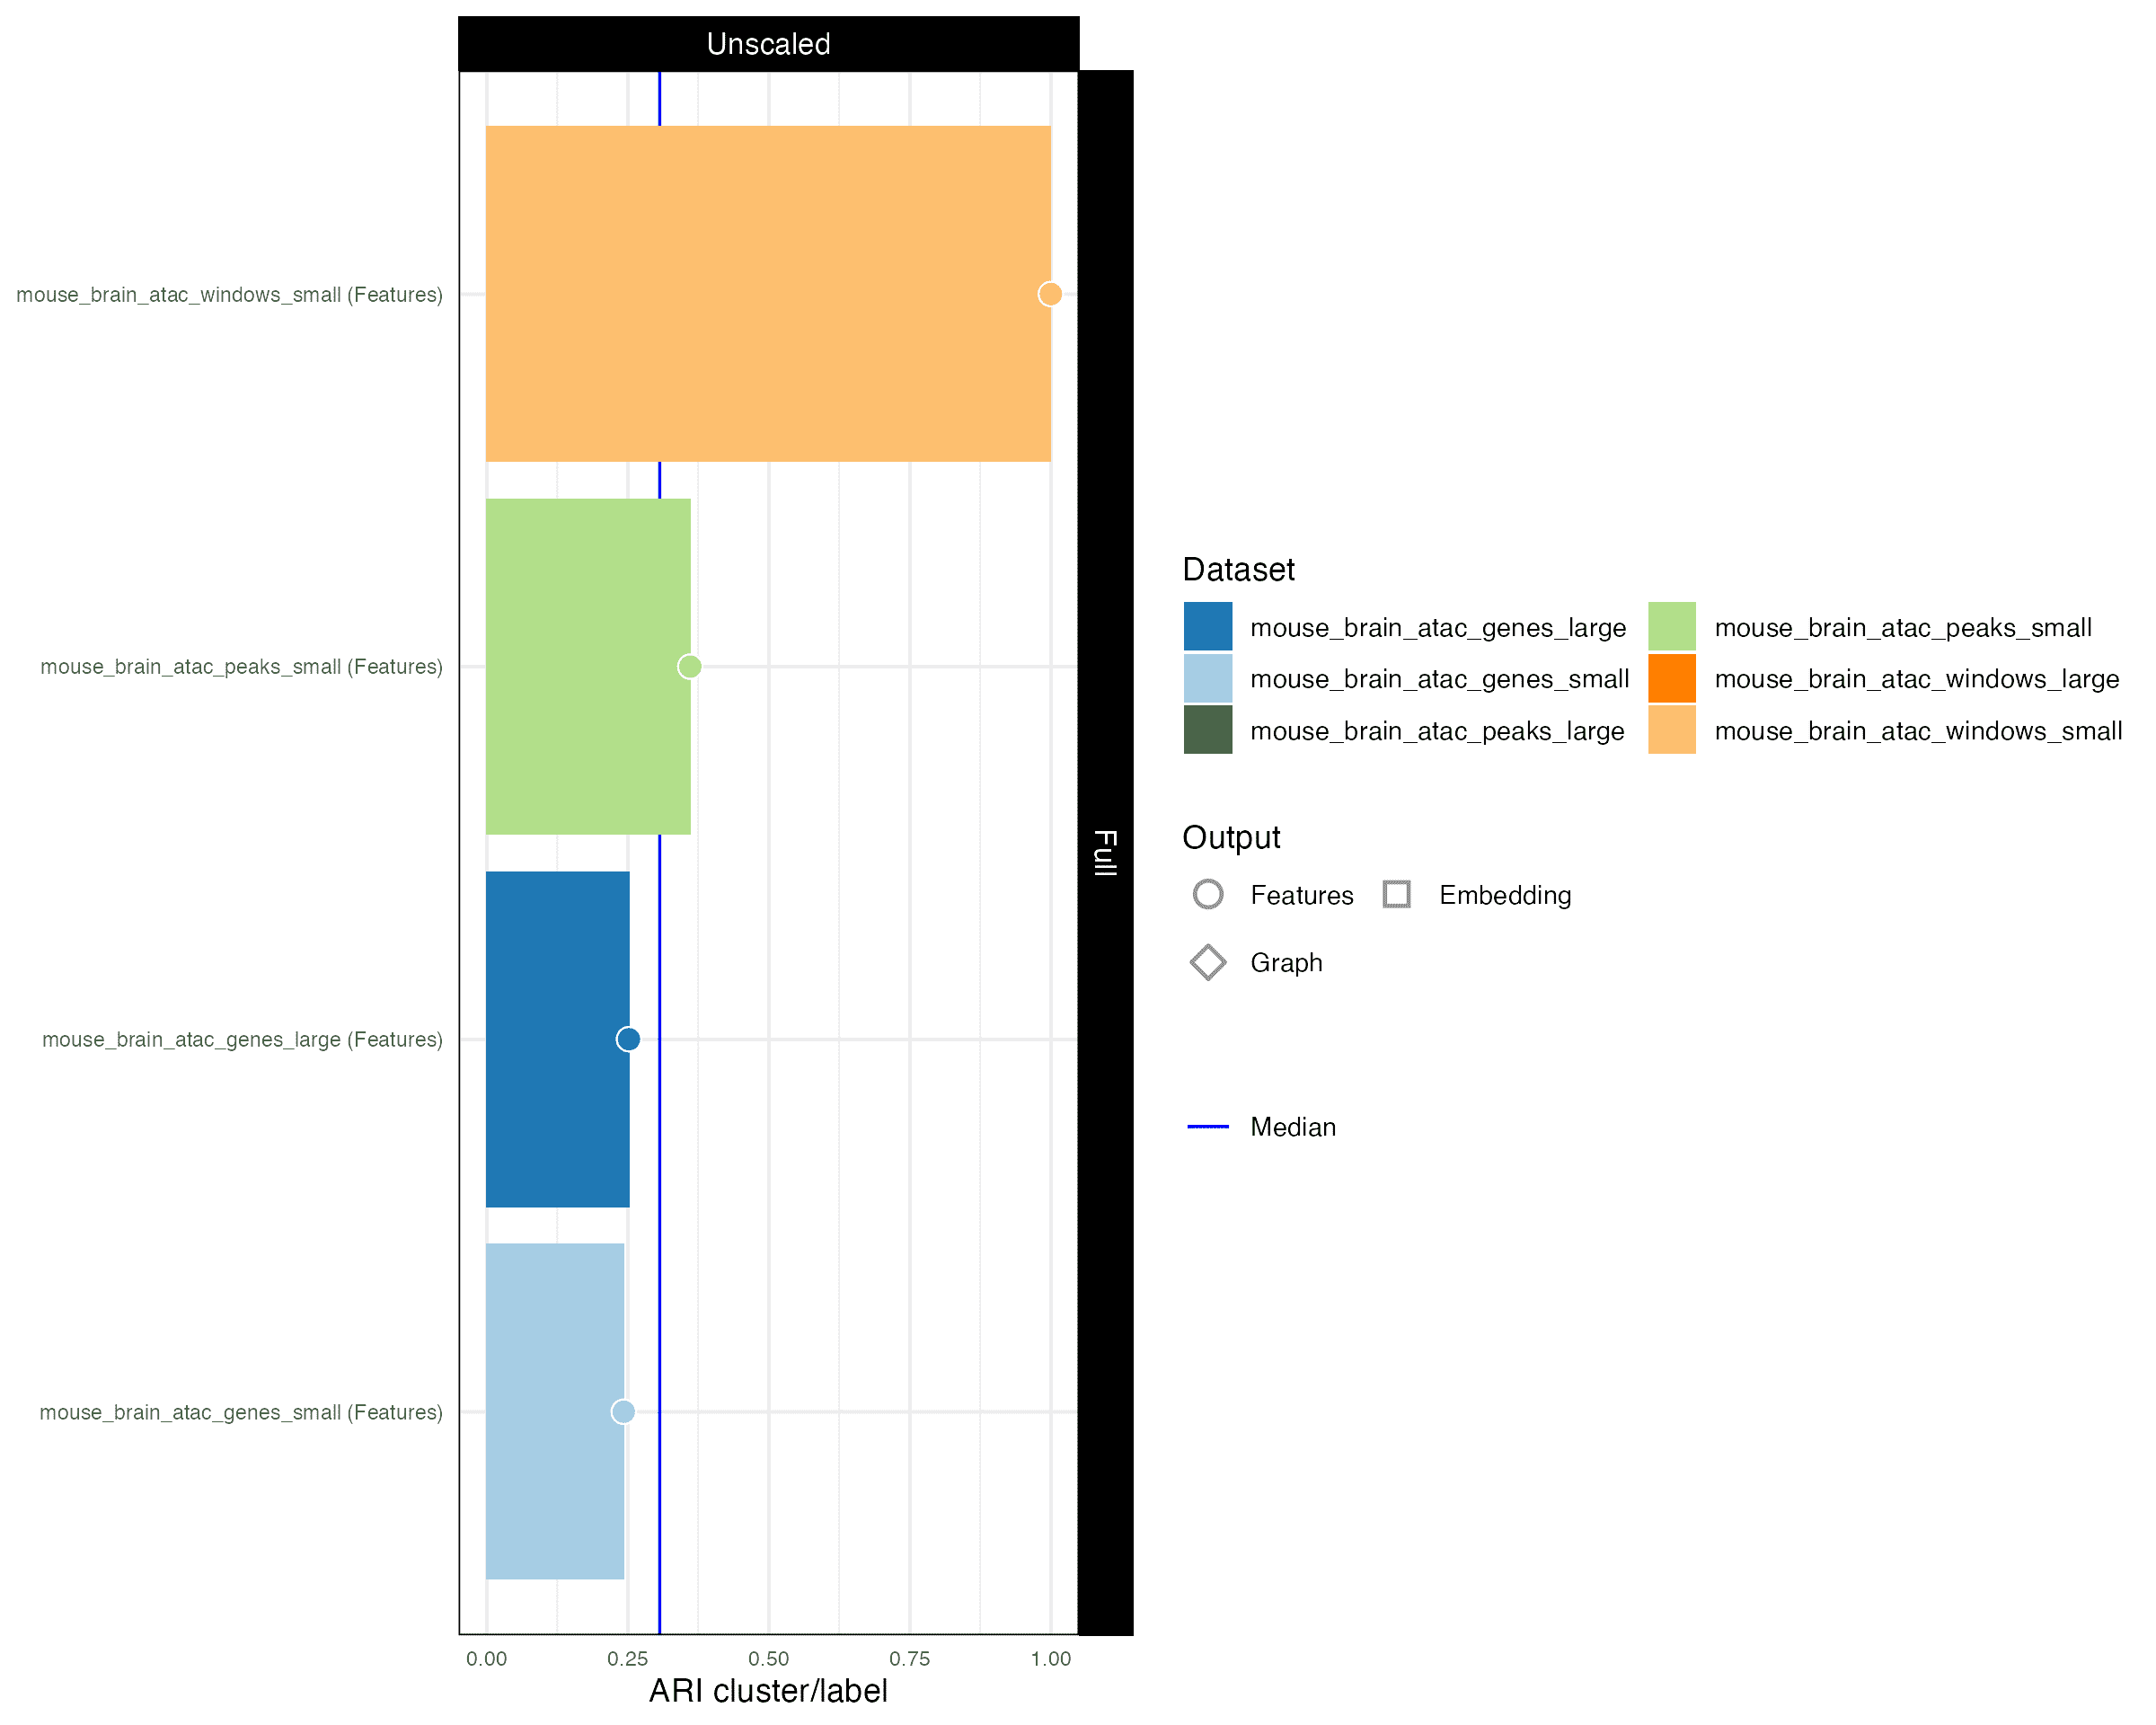 Unscaled
Full
mouse_brain_atac_windows_small (Features)
mouse_brain_atac_peaks_small (Features)
mouse_brain_atac_genes_large (Features)
mouse_brain_atac_genes_small (Features)
0.00 0.25 0.50 0.75 1.00
ARI cluster/label
Dataset
mouse_brain_atac_genes_large mouse_brain_atac_peaks_small
mouse_brain_atac_genes_small mouse_brain_atac_windows_large
mouse_brain_atac_peaks_large mouse_brain_atac_windows_small
Output
Features Embedding
Graph
Median